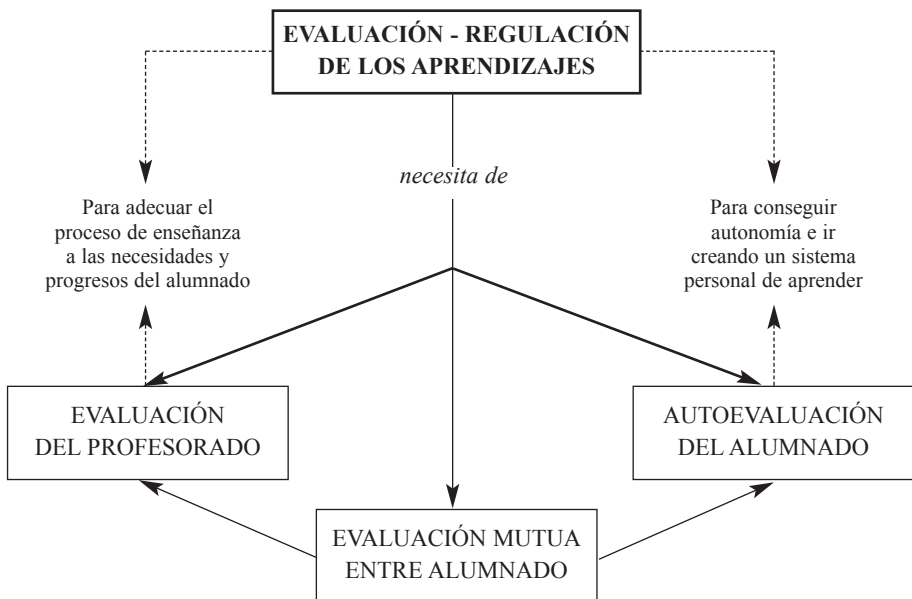 EVALUACIÓN - REGULACIÓN
DE LOS APRENDIZAJES
necesita de
Para adecuar el
proceso de enseñanza
a las necesidades y
progresos del alumnado
Para conseguir
autonomía e ir
creando un sistema
personal de aprender
EVALUACIÓN
DEL PROFESORADO
AUTOEVALUACIÓN
DEL ALUMNADO
EVALUACIÓN MUTUA
ENTRE ALUMNADO